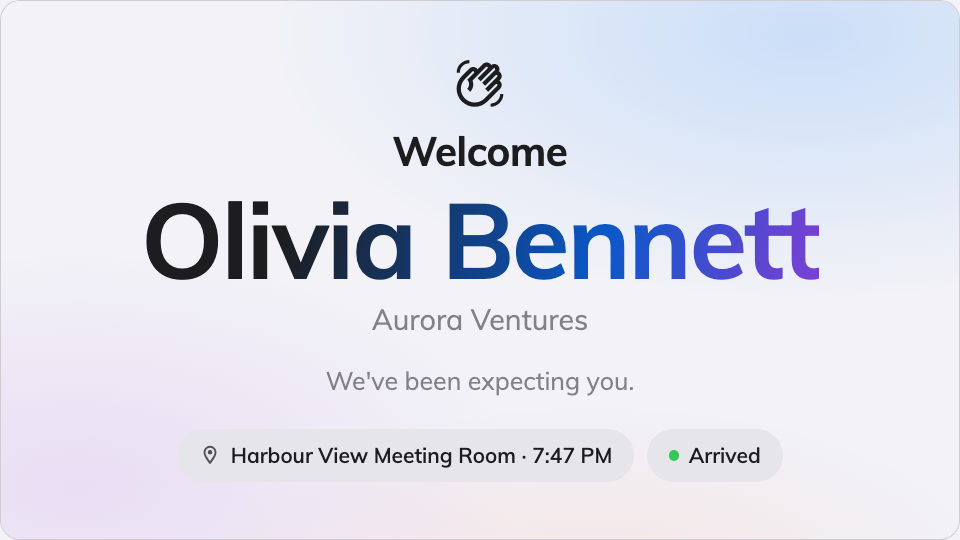 Welcome
Olivia Bennett
Aurora Ventures
We've been expecting you.
Harbour View Meeting Room · 7:47 PM
Arrived